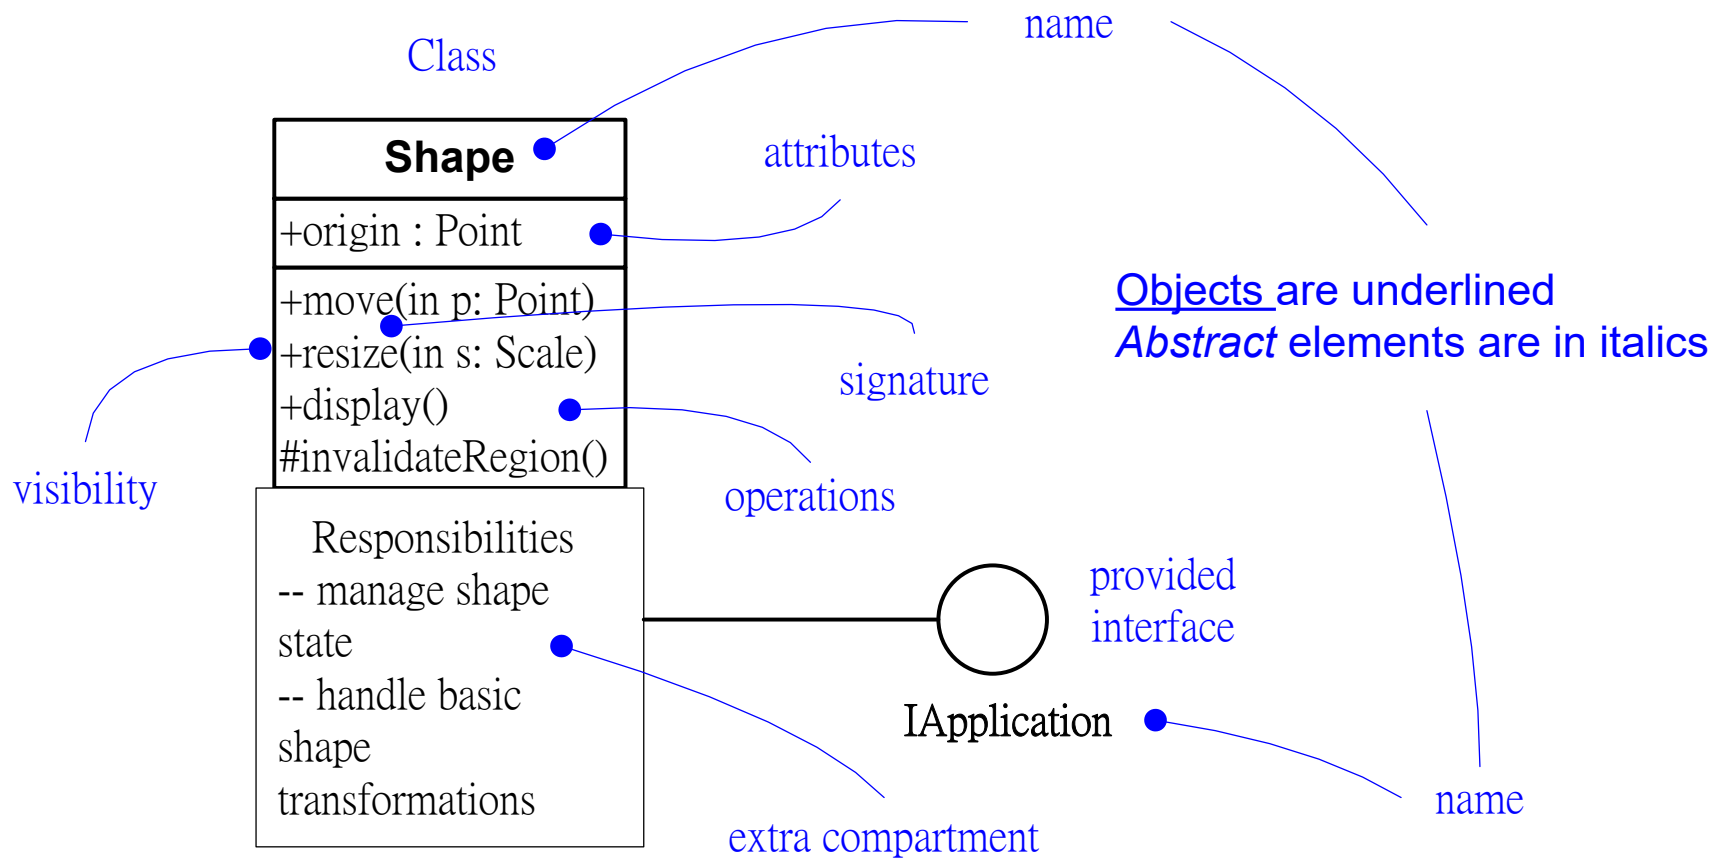 Class
name
Shape
attributes
+origin : Point
+move(in p: Point)
+resize(in s: Scale)
+display()
#invalidateRegion()
signature
visibility
operations
Objects are underlined
Abstract elements are in italics
Responsibilities
-- manage shape
state
-- handle basic
shape
transformations
provided
interface
IApplication
name
extra compartment